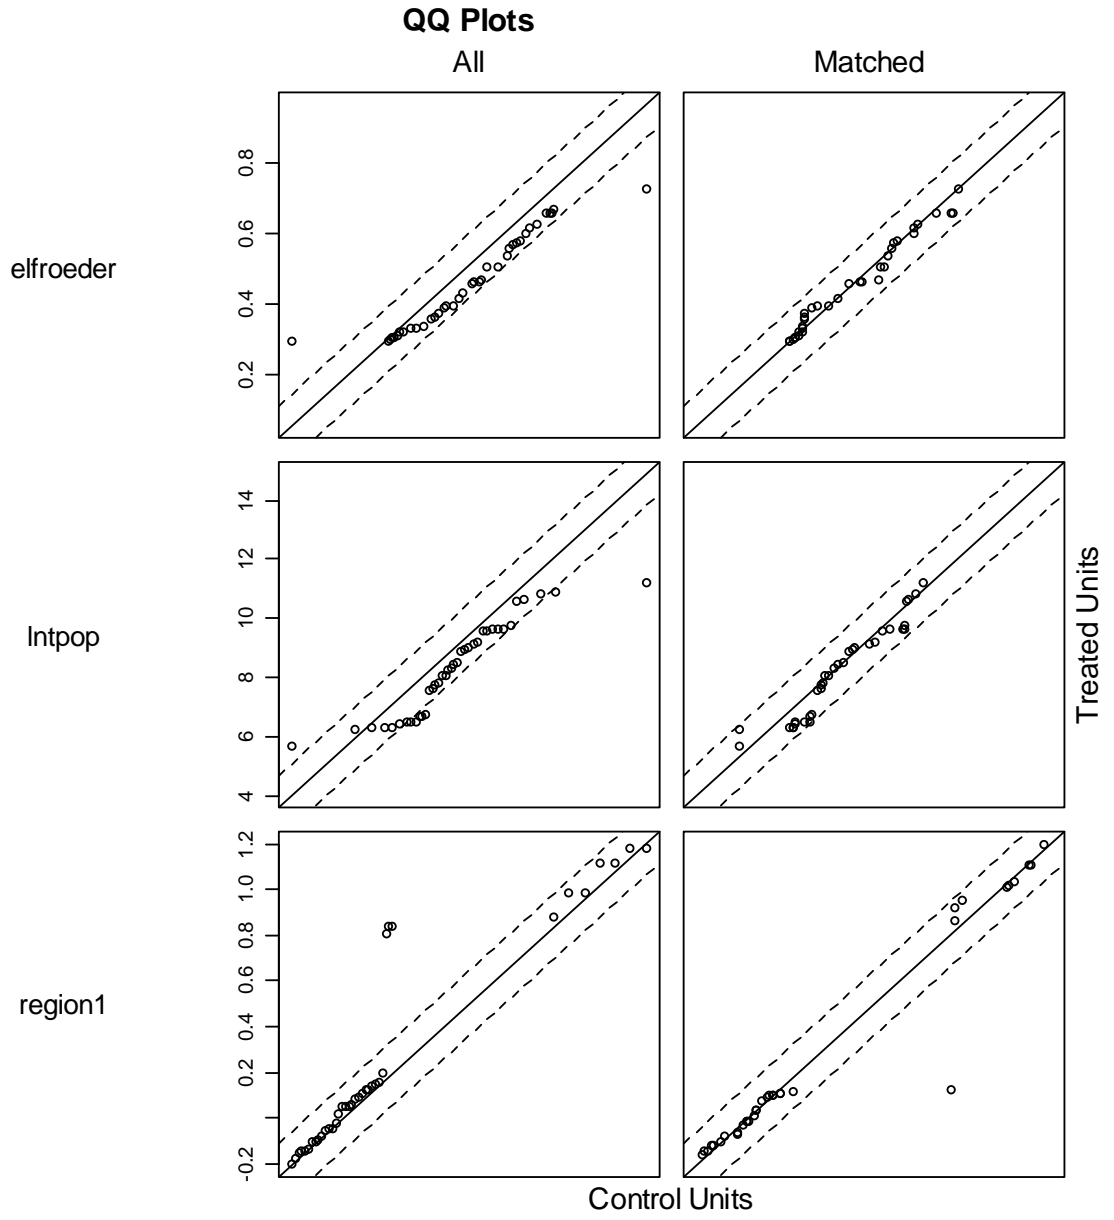 QQ Plots
All
Matched
elfroeder
0.2 0.4 0.6 0.8
lntpop
4 6 8 10 12 14
region1
-0.2 0.2 0.4 0.6 0.8 1.0 1.2
Treated Units
Control Units